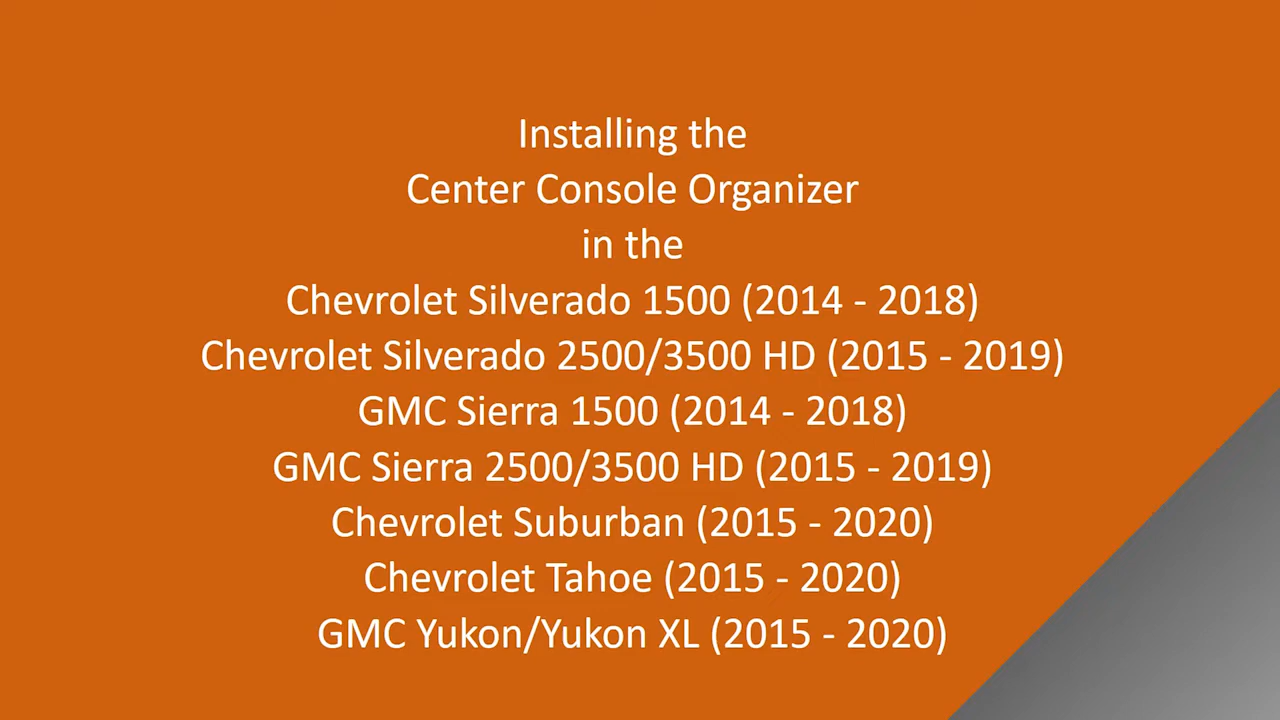 Installing the
Center Console Organizer
in the
Chevrolet Silverado 1500 (2014 - 2018)
Chevrolet Silverado 2500/3500 HD (2015 - 2019)
GMC Sierra 1500 (2014 - 2018)
GMC Sierra 2500/3500 HD (2015 - 2019)
Chevrolet Suburban (2015 - 2020)
Chevrolet Tahoe (2015 - 2020)
GMC Yukon/Yukon XL (2015 - 2020)